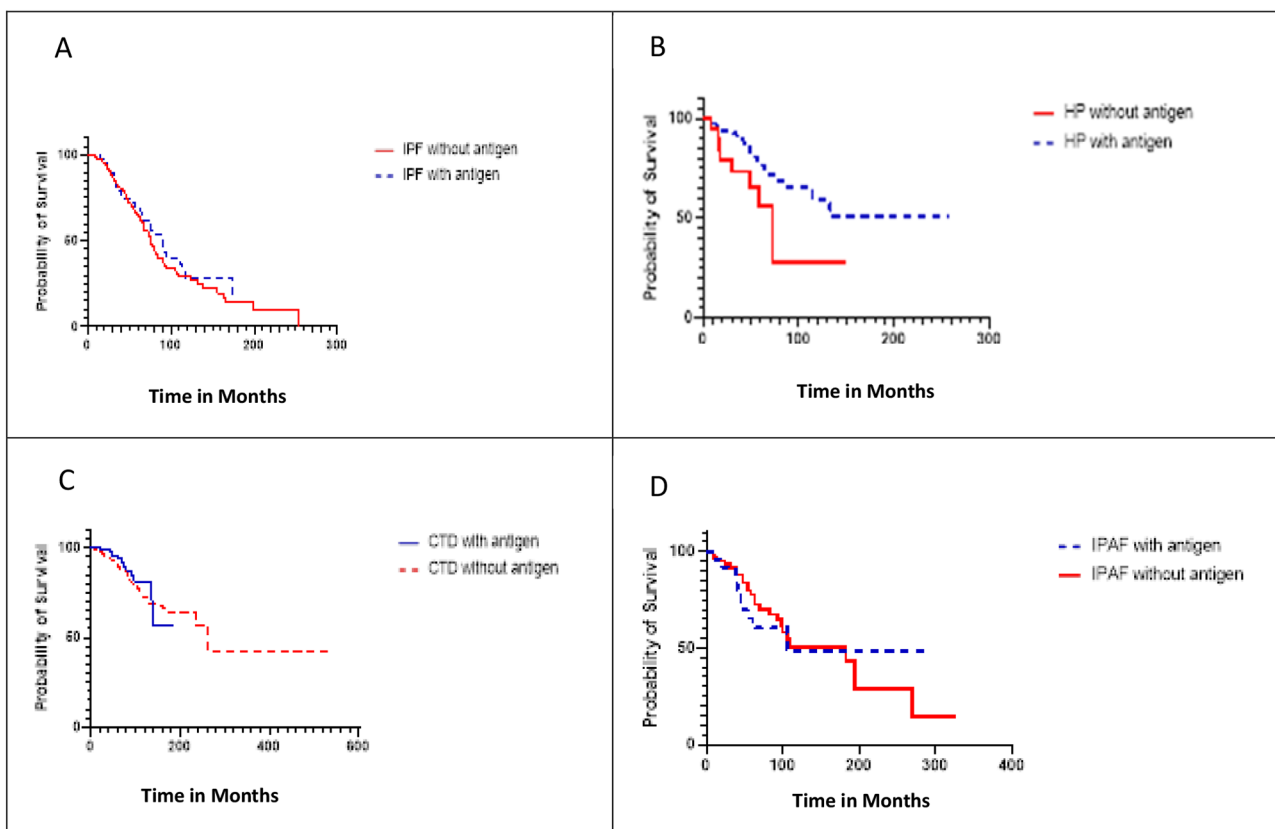 A
IPF without antigen
IPF with antigen
Probability of Survival
100
50
0
0 100 200 300
Time in Months
B
HP without antigen
HP with antigen
Probability of Survival
100
50
0
0 100 200 300
Time in Months
C
CTD with antigen
CTD without antigen
Probability of Survival
100
50
0
0 200 400 600
Time in Months
D
IPAF with antigen
IPAF without antigen
Probability of Survival
100
50
0
0 100 200 300 400
Time in Months